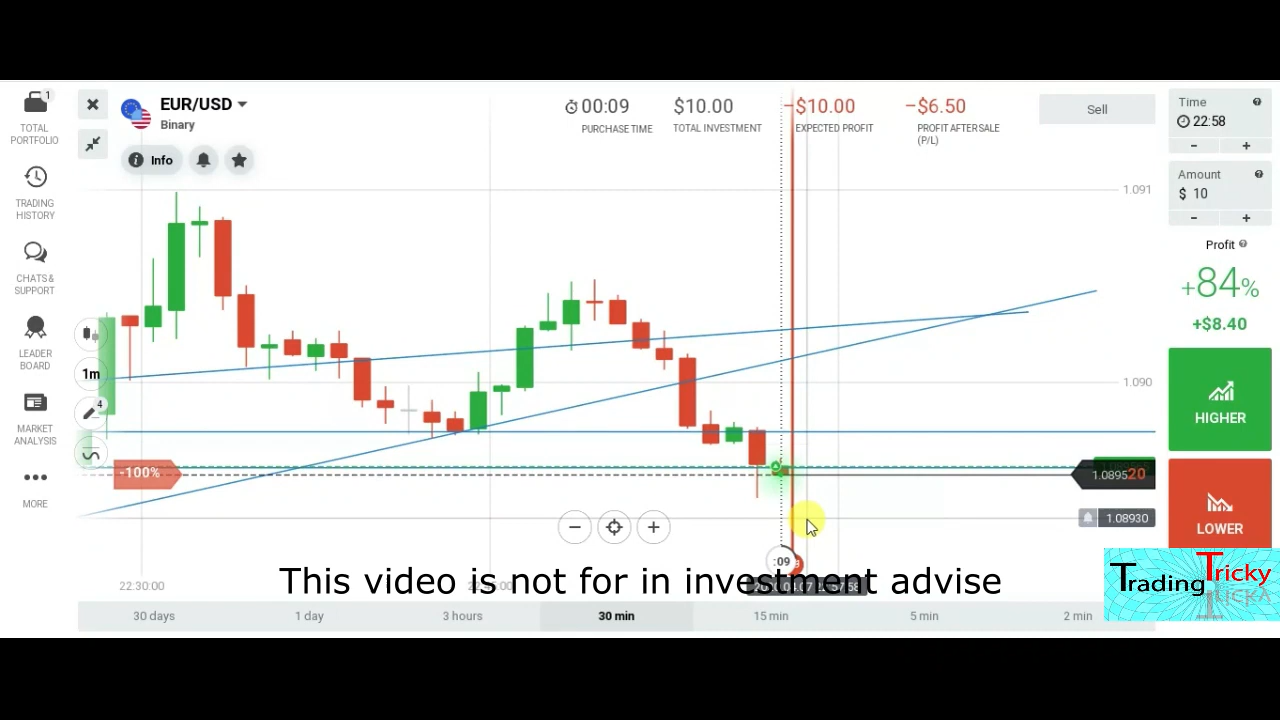 1
TOTAL
PORTFOLIO
TRADING
HISTORY
CHATS &
SUPPORT
LEADER
BOARD
MARKET
ANALYSIS
MORE
EUR/USD
Binary
Info
00:09
PURCHASE TIME
$10.00
TOTAL INVESTMENT
−$10.00
EXPECTED PROFIT
−$6.50
PROFIT AFTER SALE
(P/L)
Sell
Time
22:58
- +
Amount
$ 10
- +
Profit
+84%
+$8.40
HIGHER
LOWER
1.091
1.090
1m
4
-100%
1.089520
1.08930
:09
22:30:00
This video is not for in investment advise
30 days 1 day 3 hours 30 min 15 min 5 min 2 min
Trading Tricky